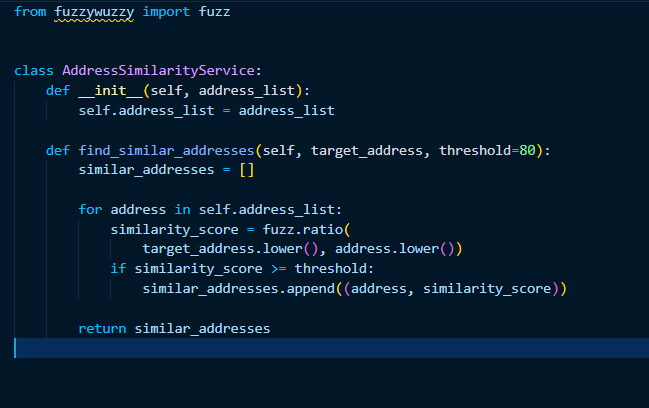 from fuzzywuzzy import fuzz
class AddressSimilarityService:
    def __init__(self, address_list):
        self.address_list = address_list
    def find_similar_addresses(self, target_address, threshold=80):
        similar_addresses = []
        for address in self.address_list:
            similarity_score = fuzz.ratio(
                target_address.lower(), address.lower())
            if similarity_score >= threshold:
                similar_addresses.append((address, similarity_score))
        return similar_addresses